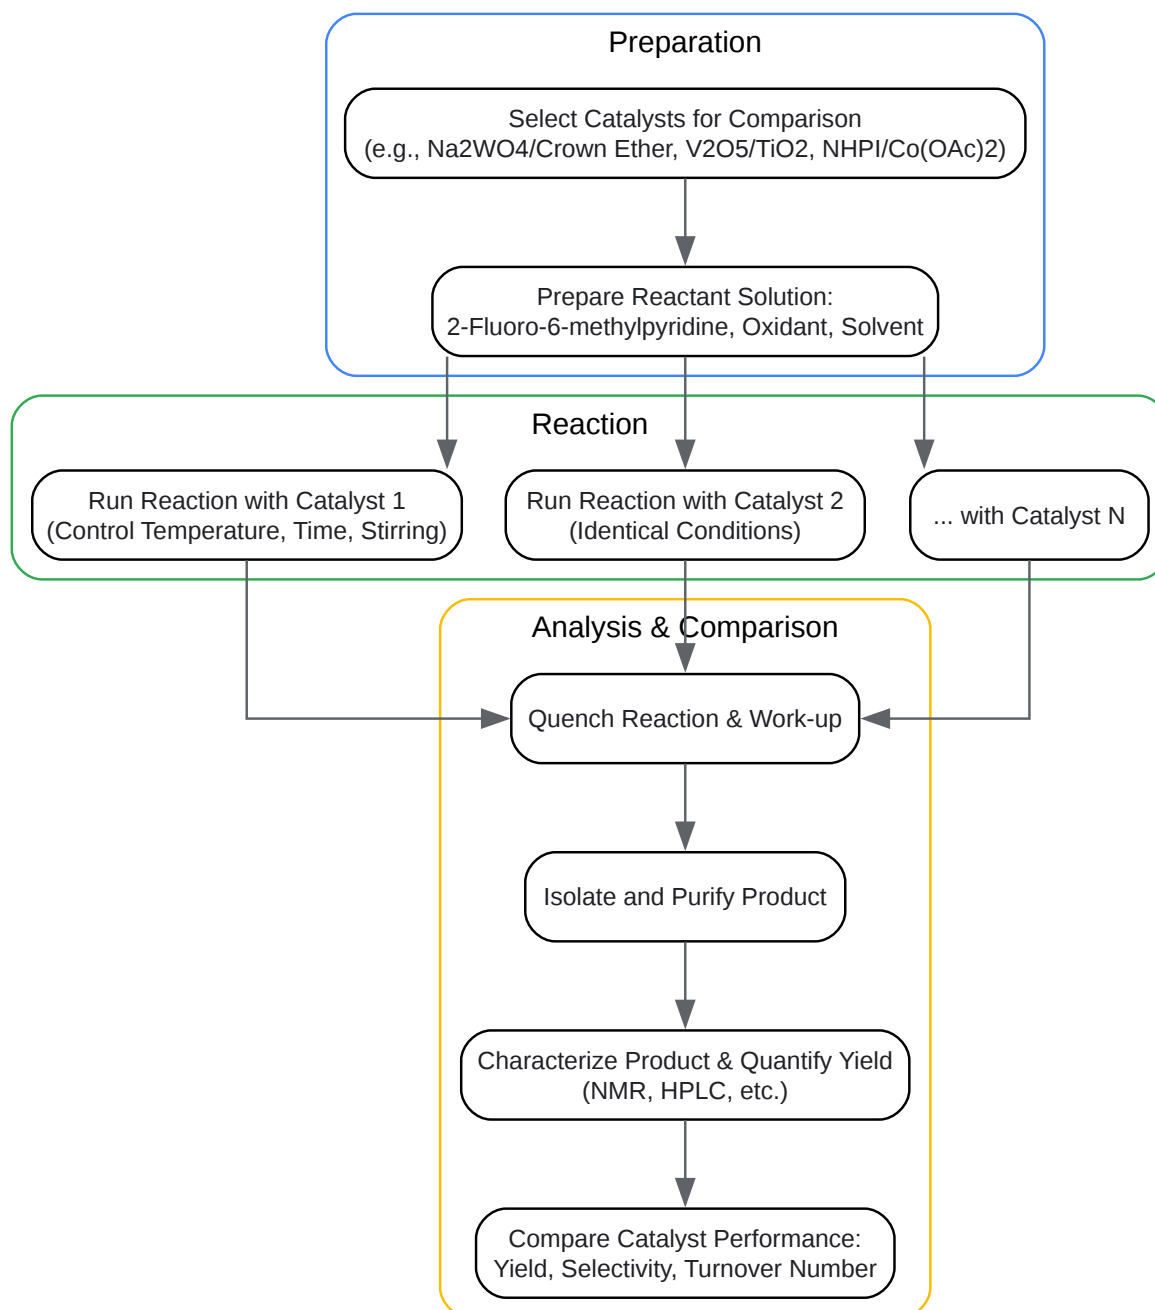 Preparation
Select Catalysts for Comparison
(e.g., Na2WO4/Crown Ether, V2O5/TiO2, NHPI/Co(OAc)2)
Prepare Reactant Solution:
2-Fluoro-6-methylpyridine, Oxidant, Solvent
Reaction
Run Reaction with Catalyst 1
(Control Temperature, Time, Stirring)
Run Reaction with Catalyst 2
(Identical Conditions)
... with Catalyst N
Analysis & Comparison
Quench Reaction & Work-up
Isolate and Purify Product
Characterize Product & Quantify Yield
(NMR, HPLC, etc.)
Compare Catalyst Performance:
Yield, Selectivity, Turnover Number